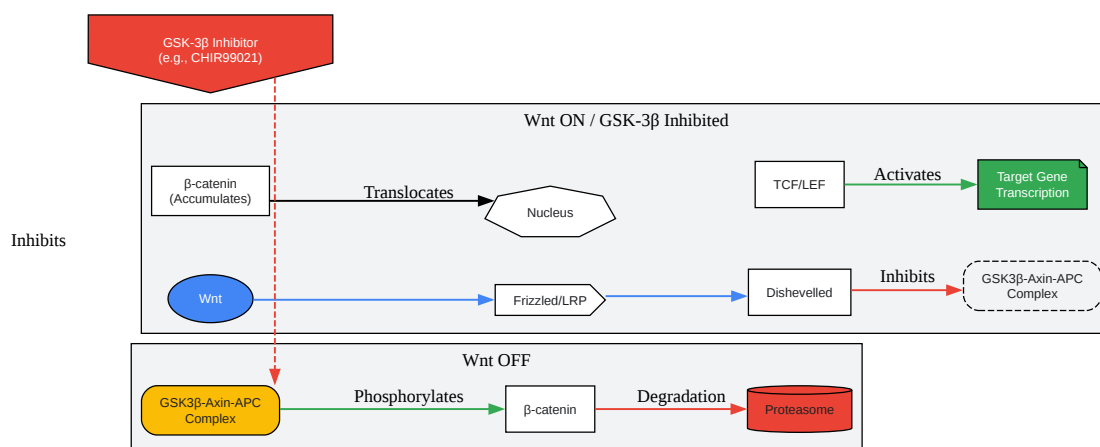 GSK-3β Inhibitor
(e.g., CHIR99021)
Wnt ON / GSK-3β Inhibited
β-catenin
(Accumulates)
Translocates
Nucleus
TCF/LEF
Activates
Target Gene
Transcription
Inhibits
Wnt
Frizzled/LRP
Dishevelled
Inhibits
GSK3β-Axin-APC
Complex
Wnt OFF
GSK3β-Axin-APC
Complex
Phosphorylates
β-catenin
Degradation
Proteasome